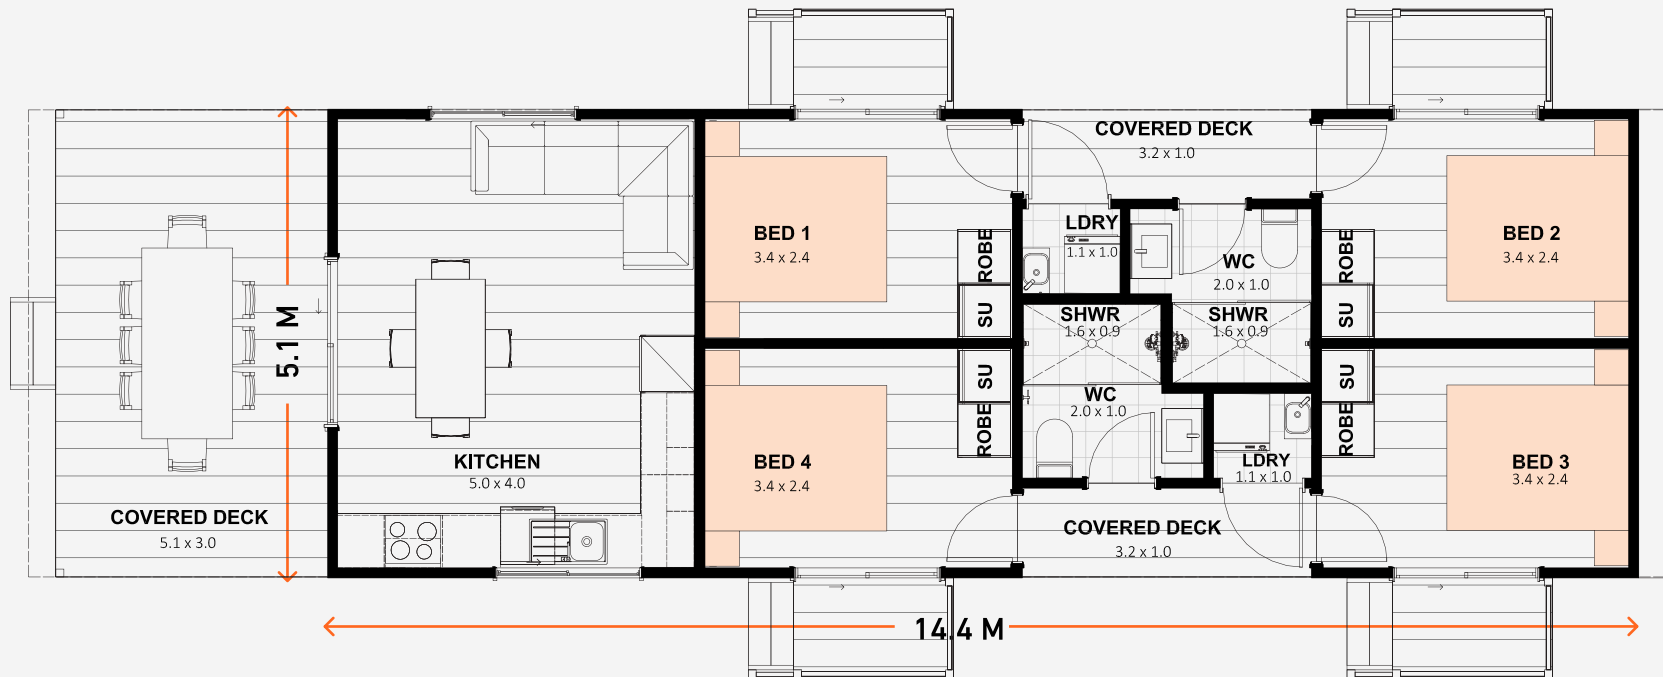 COVERED DECK
3.2 x 1.0
BED 1
3.4 x 2.4
ROBE
SU
LDRY
1.1 x 1.0
WC
2.0 x 1.0
ROBE
SU
BED 2
3.4 x 2.4
5.1 M
SHWR
1.6 x 0.9
SHWR
1.6 x 0.9
KITCHEN
5.0 x 4.0
BED 4
3.4 x 2.4
SU
ROBE
WC
2.0 x 1.0
LDRY
1.1 x 1.0
SU
ROBE
BED 3
3.4 x 2.4
COVERED DECK
5.1 x 3.0
COVERED DECK
3.2 x 1.0
14.4 M